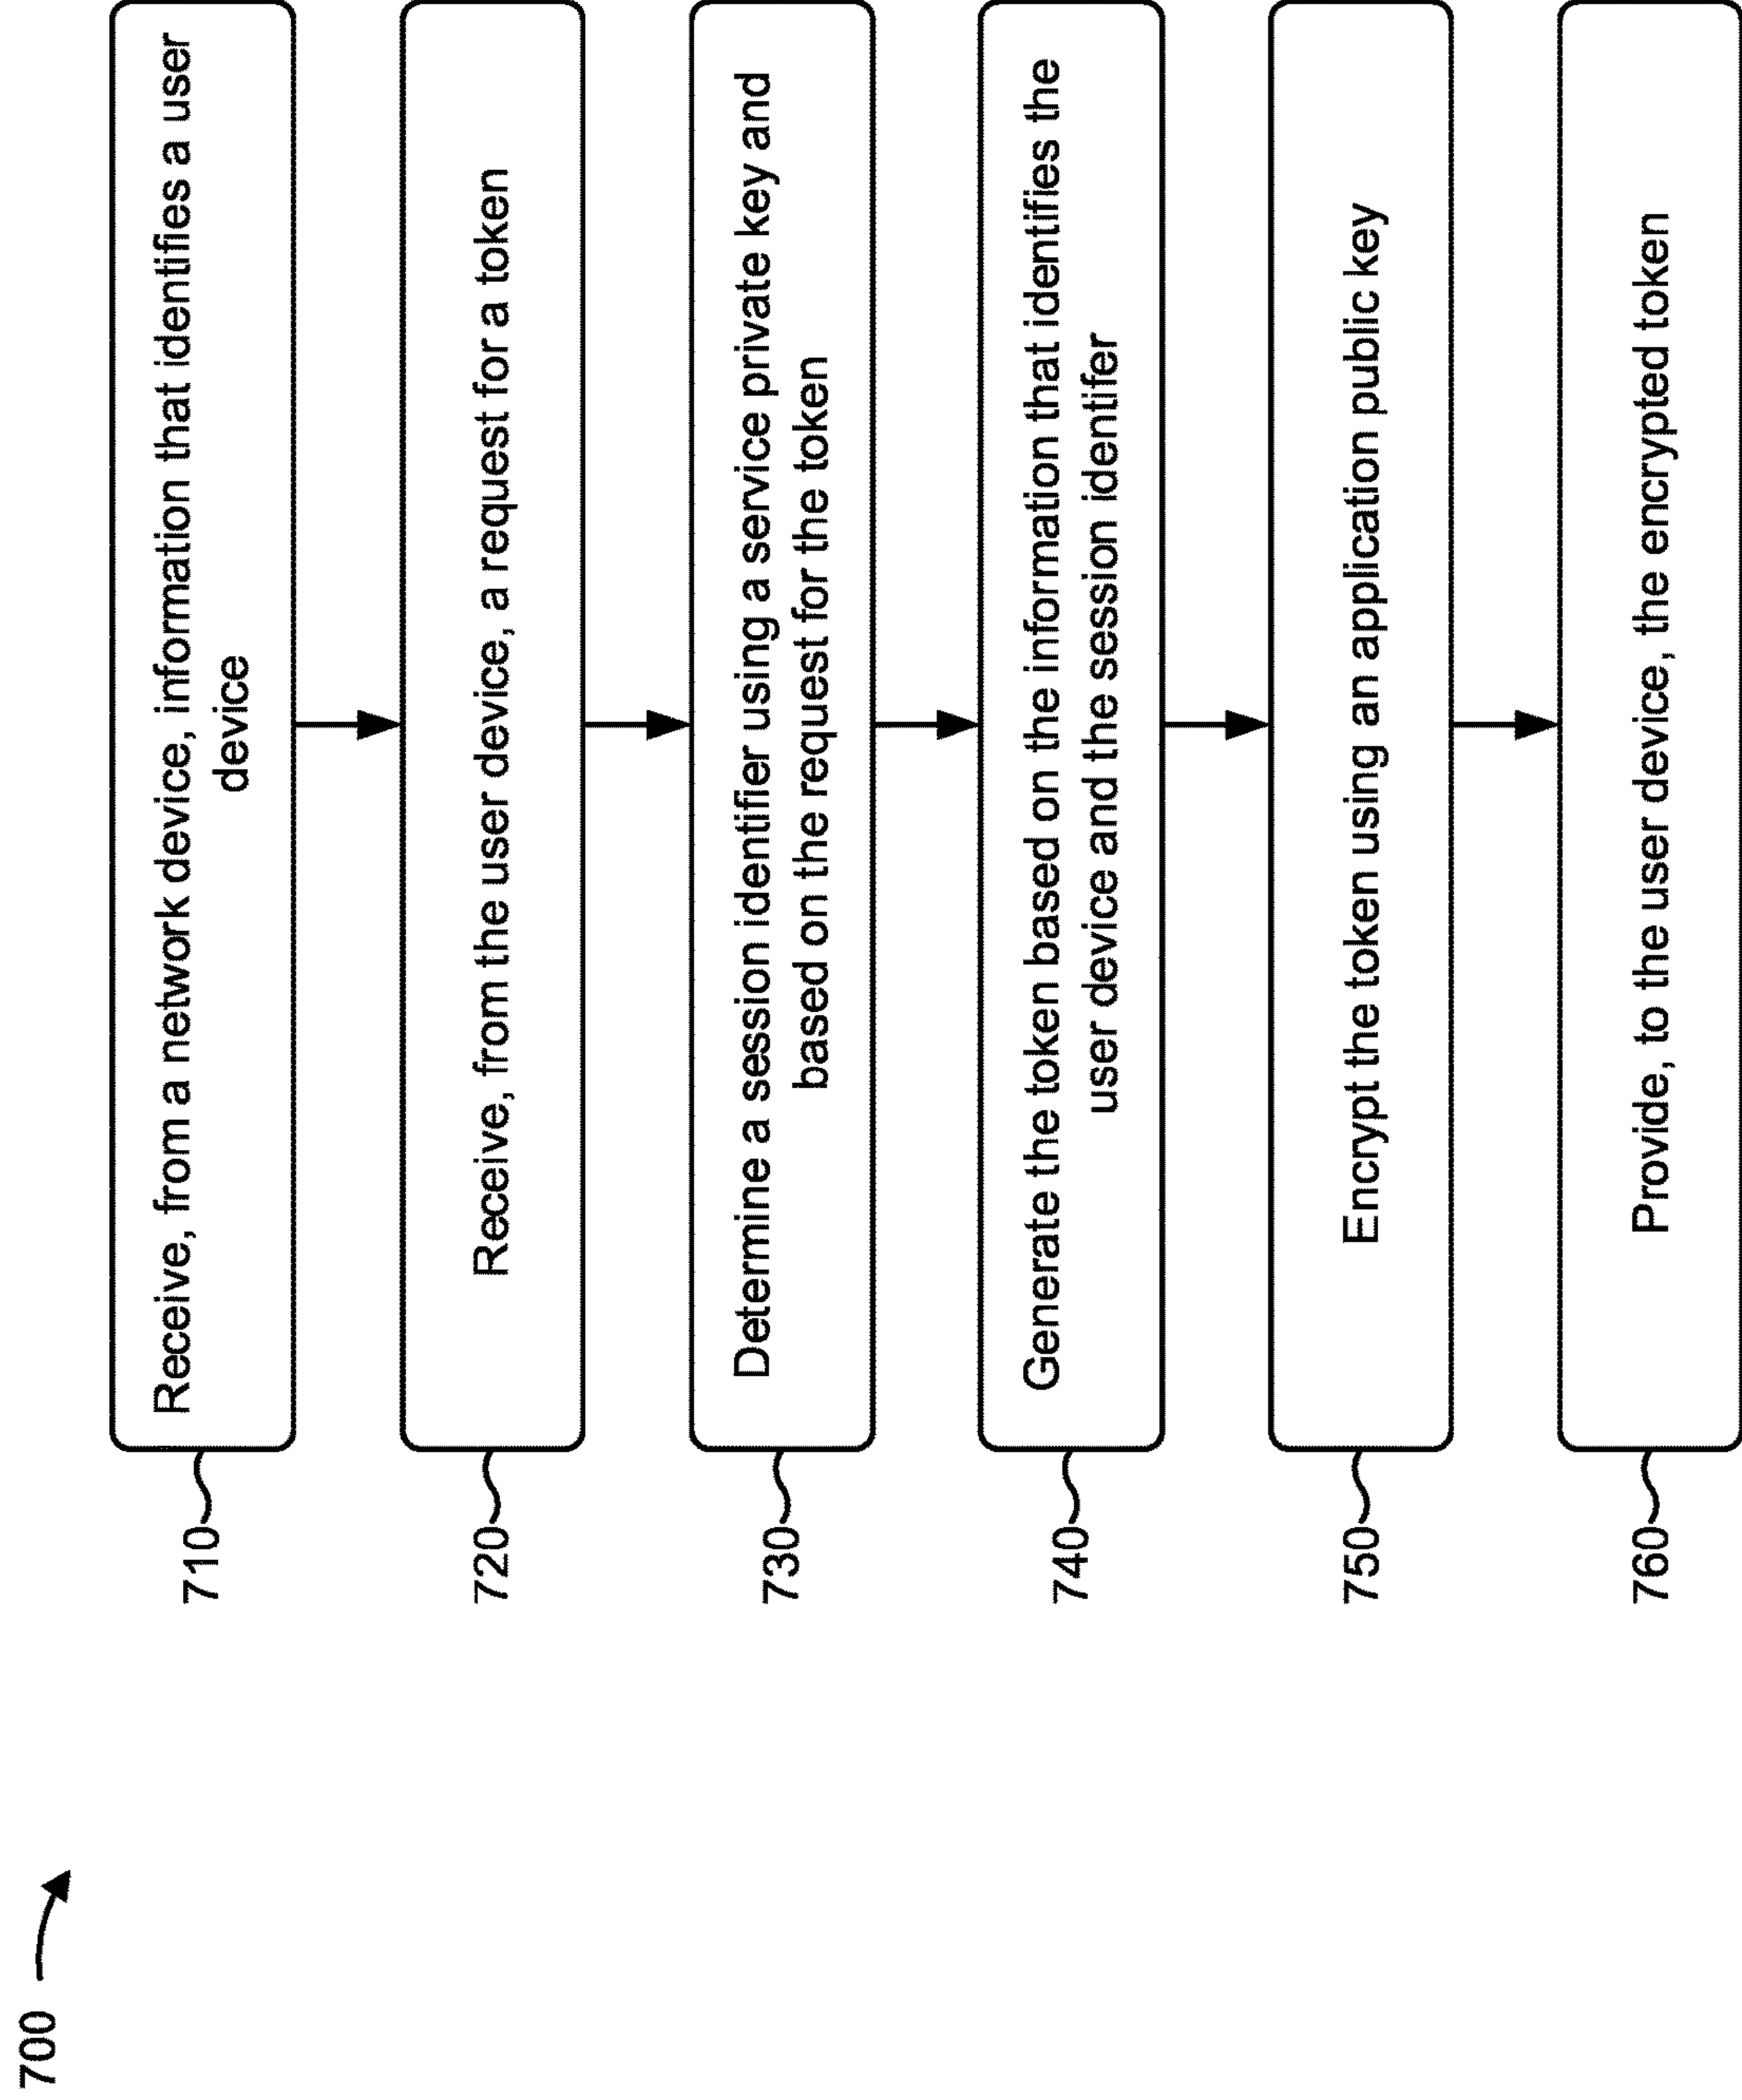 700
710
Receive, from a network device, information that identifies a user
device
720
Receive, from the user device, a request for a token
730
Determine a session identifier using a service private key and
based on the request for the token
740
Generate the token based on the information that identifies the
user device and the session identifer
750
Encrypt the token using an application public key
760
Provide, to the user device, the encrypted token